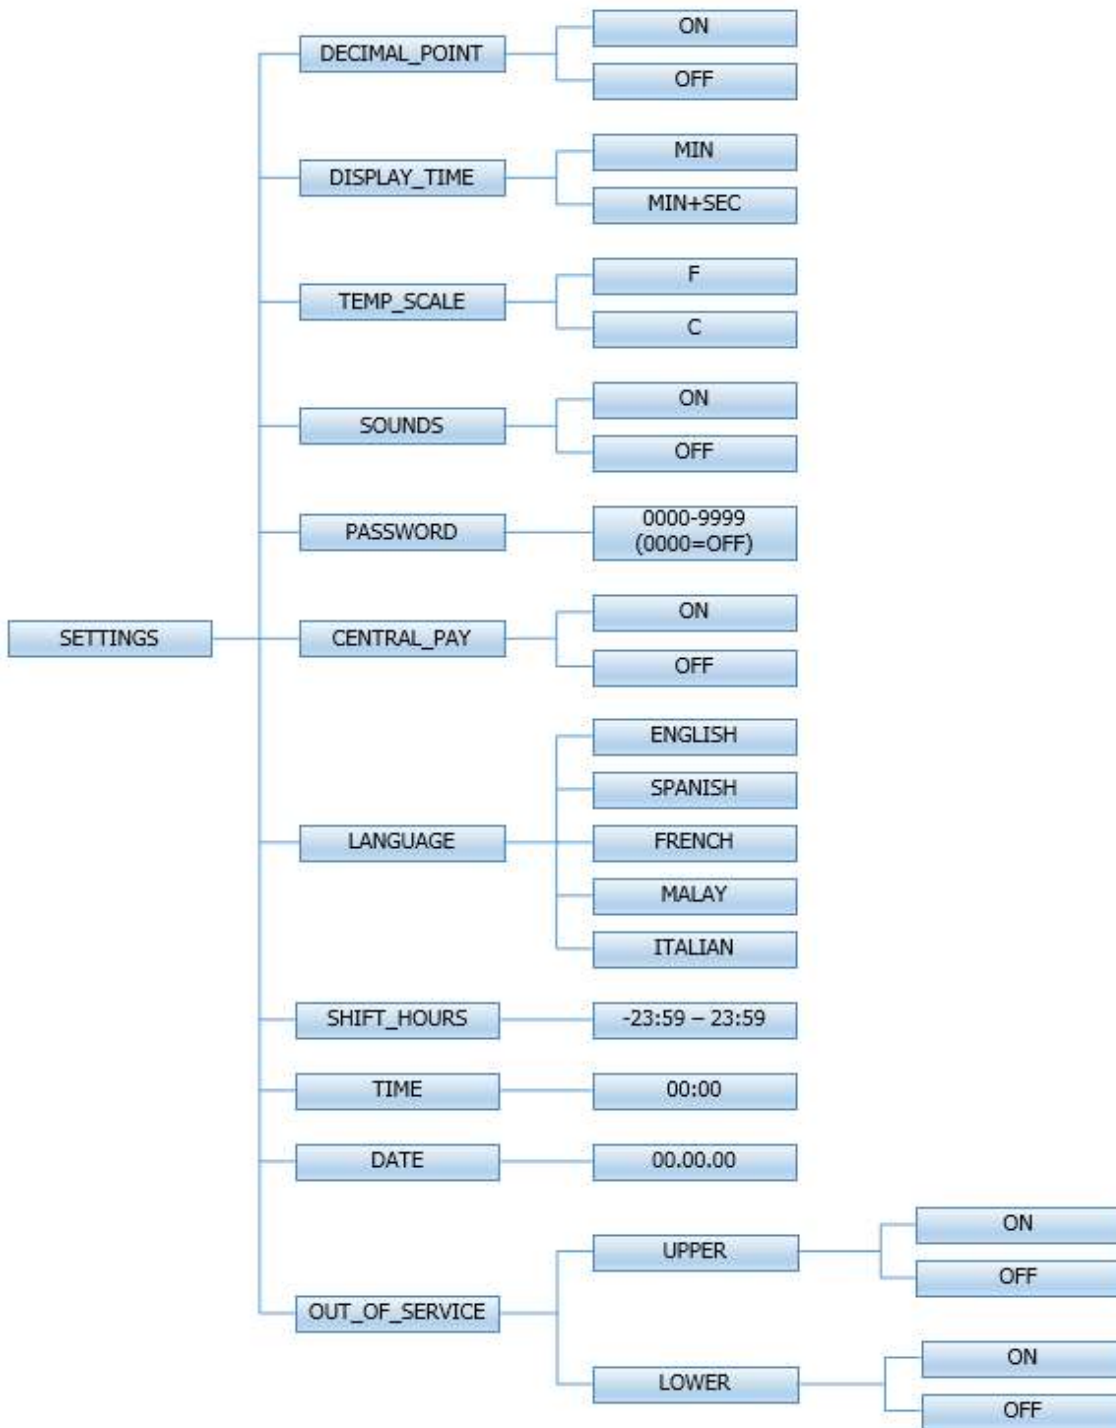 ON
DECIMAL_POINT
OFF
MIN
DISPLAY_TIME
MIN+SEC
F
TEMP_SCALE
C
ON
SOUNDS
OFF
PASSWORD
0000-9999
(0000=OFF)
ON
SETTINGS
CENTRAL_PAY
OFF
ENGLISH
SPANISH
LANGUAGE
FRENCH
MALAY
ITALIAN
SHIFT_HOURS
-23:59 – 23:59
TIME
00:00
DATE
00.00.00
ON
UPPER
OFF
OUT_OF_SERVICE
ON
LOWER
OFF